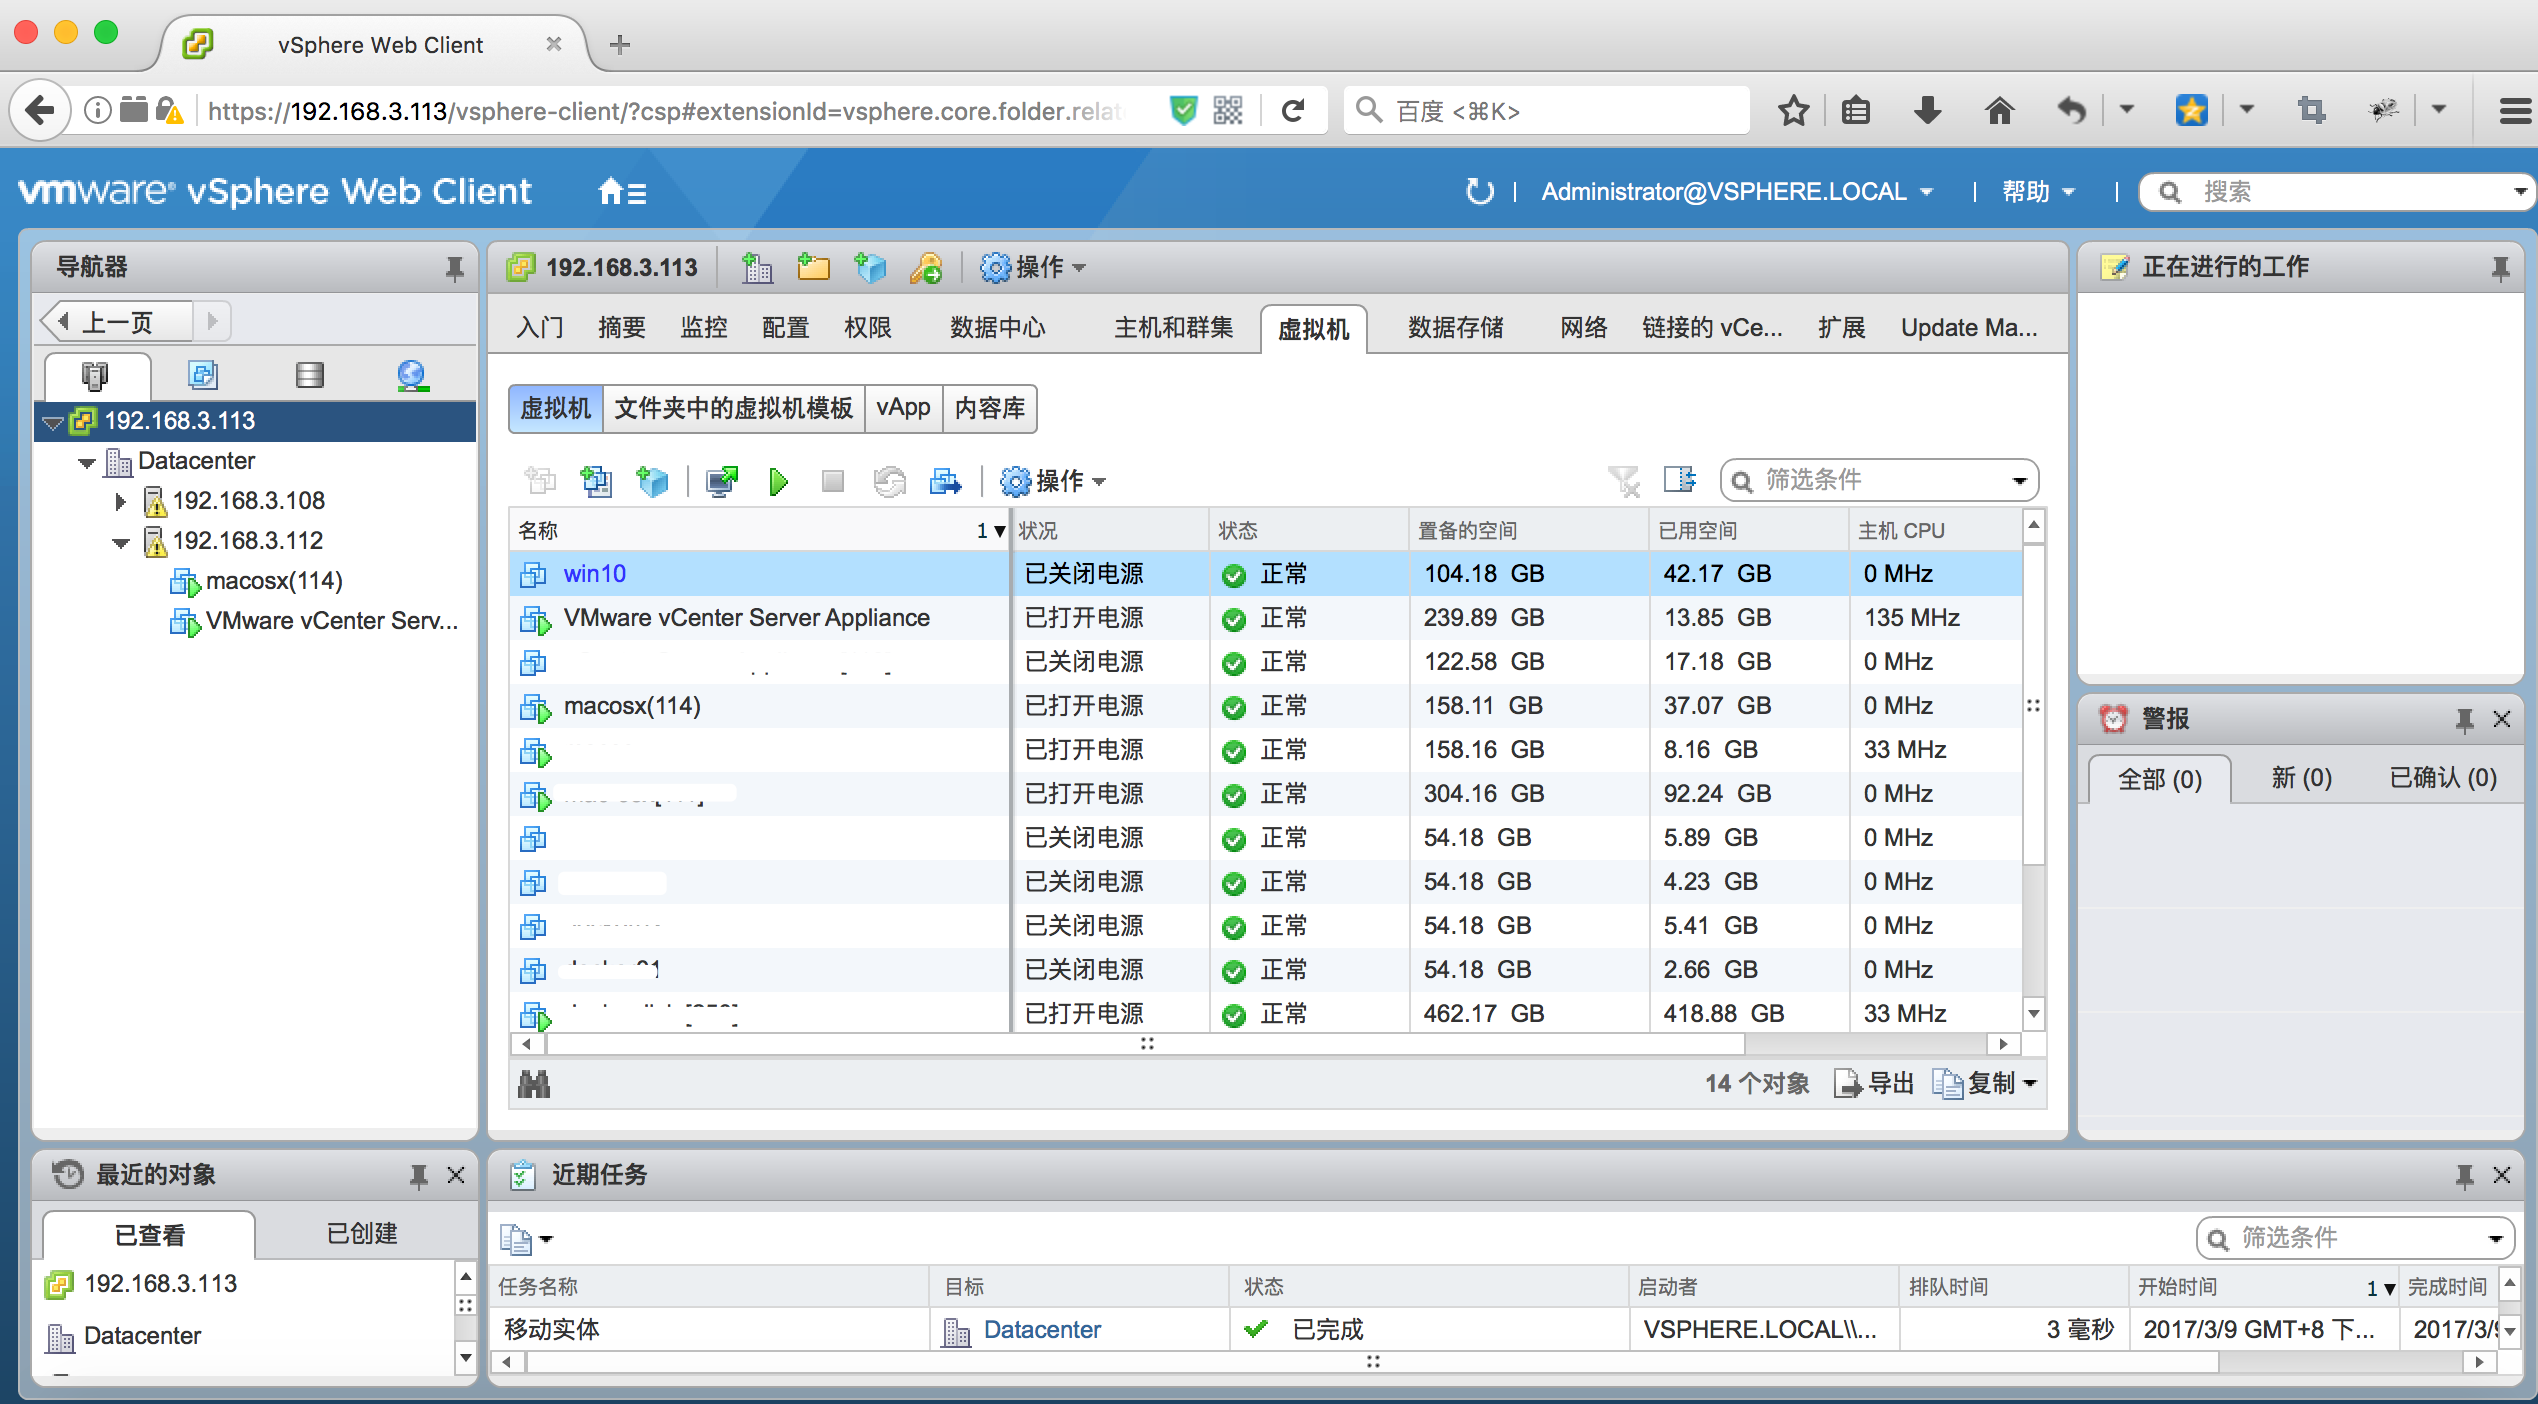 vSphere Web Client
https://192.168.3.113/vsphere-client/?csp#extensionId=vsphere.core.folder.relat
百度 <⌘K>
vmware® vSphere Web Client
Administrator@VSPHERE.LOCAL
帮助
搜索
导航器
上一页
192.168.3.113
Datacenter
192.168.3.108
192.168.3.112
macosx(114)
VMware vCenter Serv...
192.168.3.113
操作
入门 摘要 监控 配置 权限 数据中心 主机和群集 虚拟机 数据存储 网络 链接的 vCe... 扩展 Update Ma...
虚拟机 文件夹中的虚拟机模板 vApp 内容库
操作
筛选条件
名称 1 ▼ 状况 状态 置备的空间 已用空间 主机 CPU
win10 已关闭电源 正常 104.18 GB 42.17 GB 0 MHz
VMware vCenter Server Appliance 已打开电源 正常 239.89 GB 13.85 GB 135 MHz
已关闭电源 正常 122.58 GB 17.18 GB 0 MHz
macosx(114) 已打开电源 正常 158.11 GB 37.07 GB 0 MHz
已打开电源 正常 158.16 GB 8.16 GB 33 MHz
已打开电源 正常 304.16 GB 92.24 GB 0 MHz
已关闭电源 正常 54.18 GB 5.89 GB 0 MHz
已关闭电源 正常 54.18 GB 4.23 GB 0 MHz
已关闭电源 正常 54.18 GB 5.41 GB 0 MHz
已关闭电源 正常 54.18 GB 2.66 GB 0 MHz
已打开电源 正常 462.17 GB 418.88 GB 33 MHz
14 个对象 导出 复制
正在进行的工作
警报
全部 (0) 新 (0) 已确认 (0)
最近的对象
已查看 已创建
192.168.3.113
Datacenter
近期任务
筛选条件
任务名称 目标 状态 启动者 排队时间 开始时间 1 ▼ 完成时间
移动实体 Datacenter 已完成 VSPHERE.LOCAL\\... 3 毫秒 2017/3/9 GMT+8 下... 2017/3/